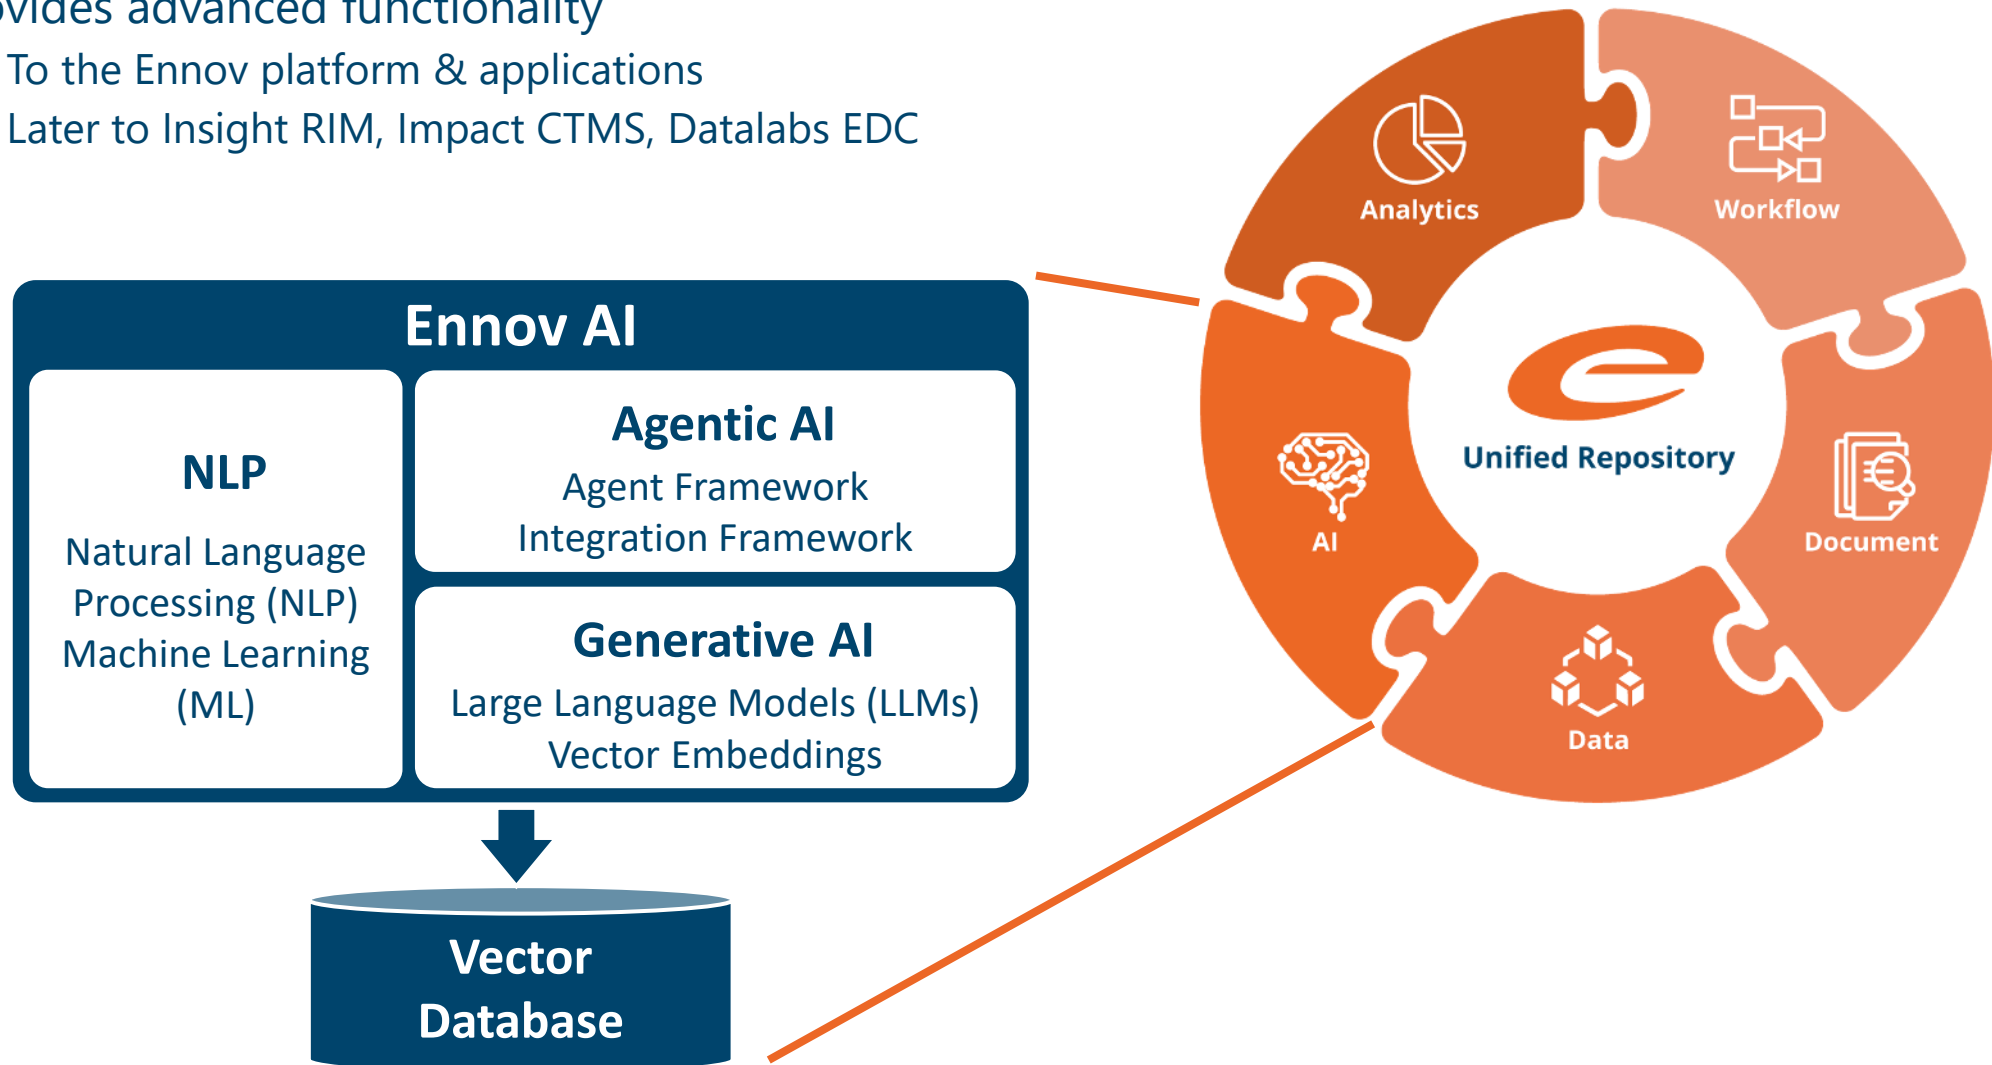 advanced functionality
To the Ennov platform & applications
Later to Insight RIM, Impact CTMS, Datalabs EDC
Ennov AI
NLP
Natural Language
Processing (NLP)
Machine Learning
(ML)
Agentic AI
Agent Framework
Integration Framework
Generative AI
Large Language Models (LLMs)
Vector Embeddings
Vector
Database
Analytics
Workflow
AI
Unified Repository
Document
Data